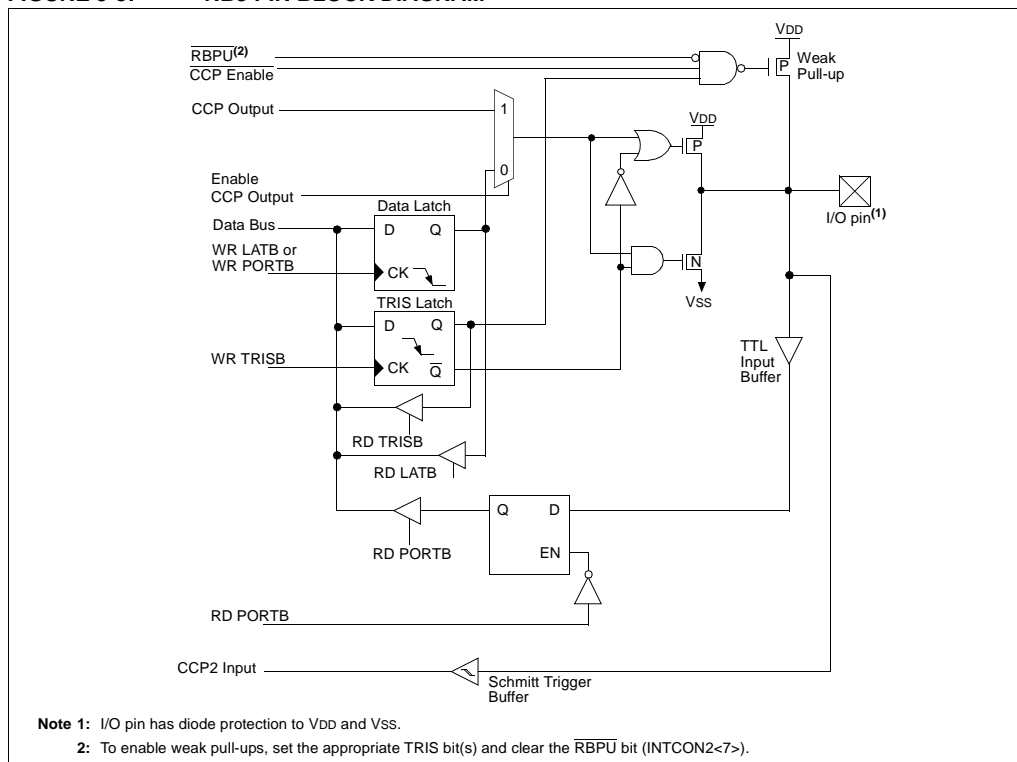 VDD
RBPU(2)
CCP Enable
P
Weak
Pull-up
CCP Output
1
VDD
P
0
Enable
CCP Output
I/O pin(1)
Data Latch
Data Bus
D Q
WR LATB or
WR PORTB
CK
N
VSS
TRIS Latch
D Q
WR TRISB
CK Q
TTL
Input
Buffer
RD TRISB
RD LATB
Q D
RD PORTB
EN
RD PORTB
CCP2 Input
Schmitt Trigger
Buffer
Note 1: I/O pin has diode protection to VDD and VSS.
2: To enable weak pull-ups, set the appropriate TRIS bit(s) and clear the RBPU bit (INTCON2<7>).